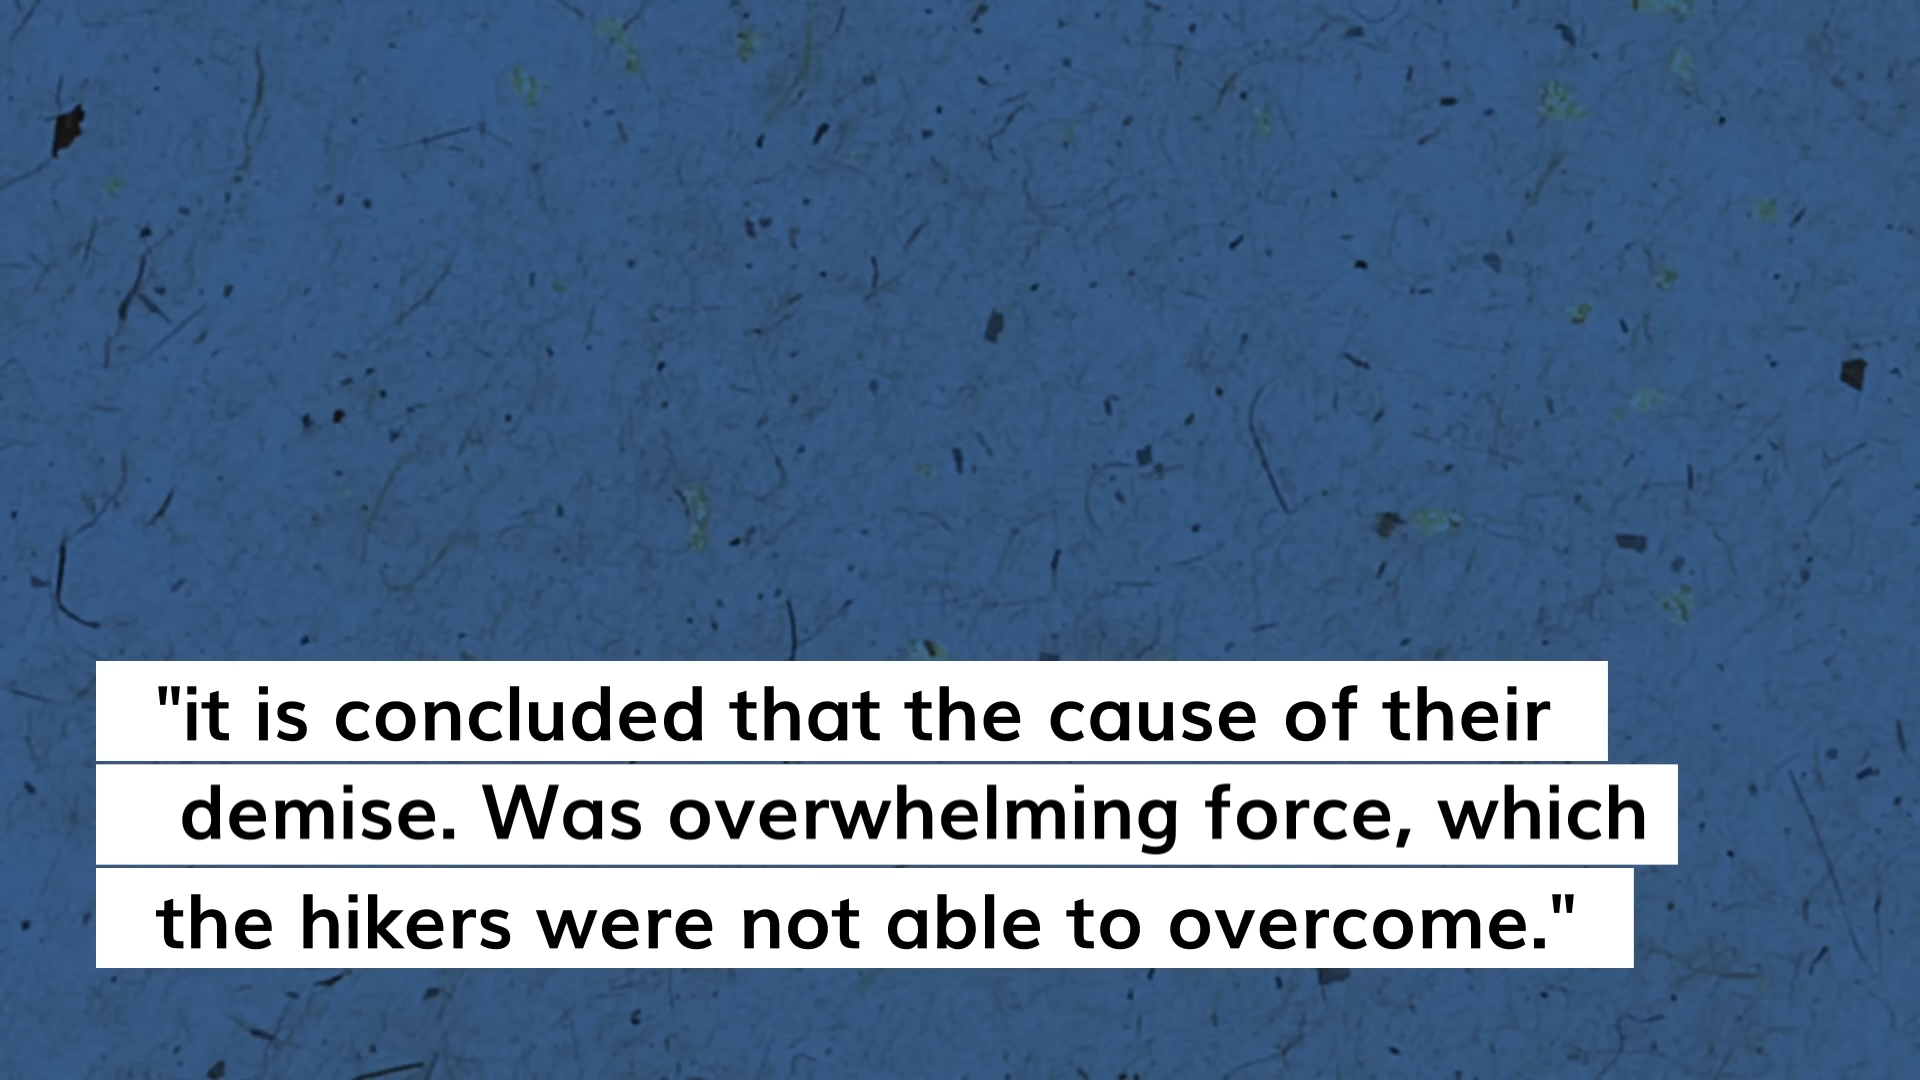 "it is concluded that the cause of their
demise. Was overwhelming force, which
the hikers were not able to overcome."